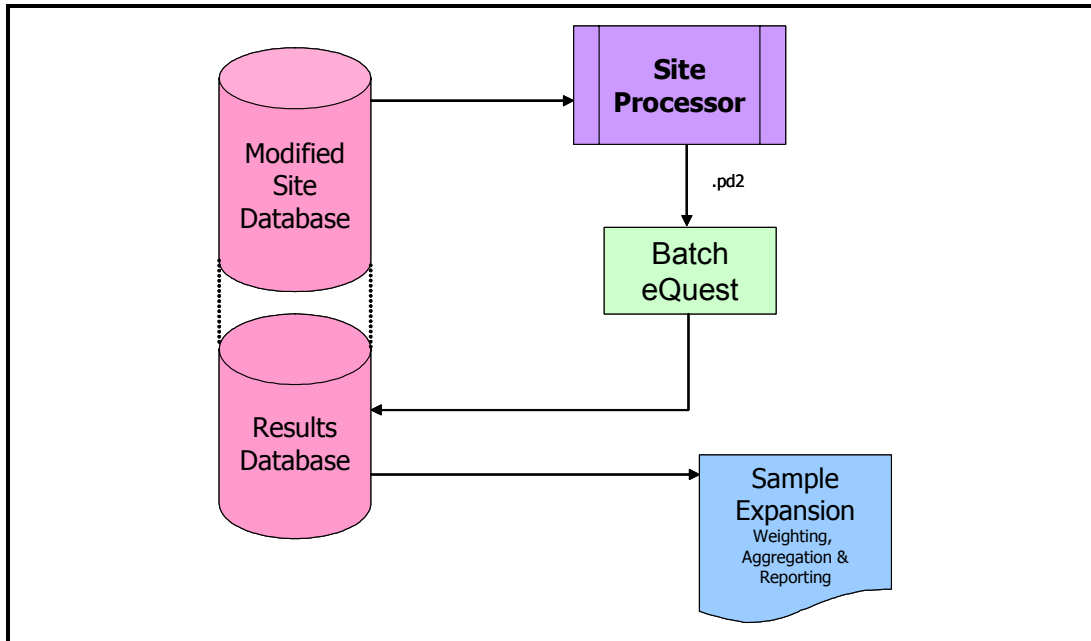 Modified
Site
Database
Site
Processor
.pd2
Batch
eQuest
Results
Database
Sample
Expansion
Weighting,
Aggregation &
Reporting